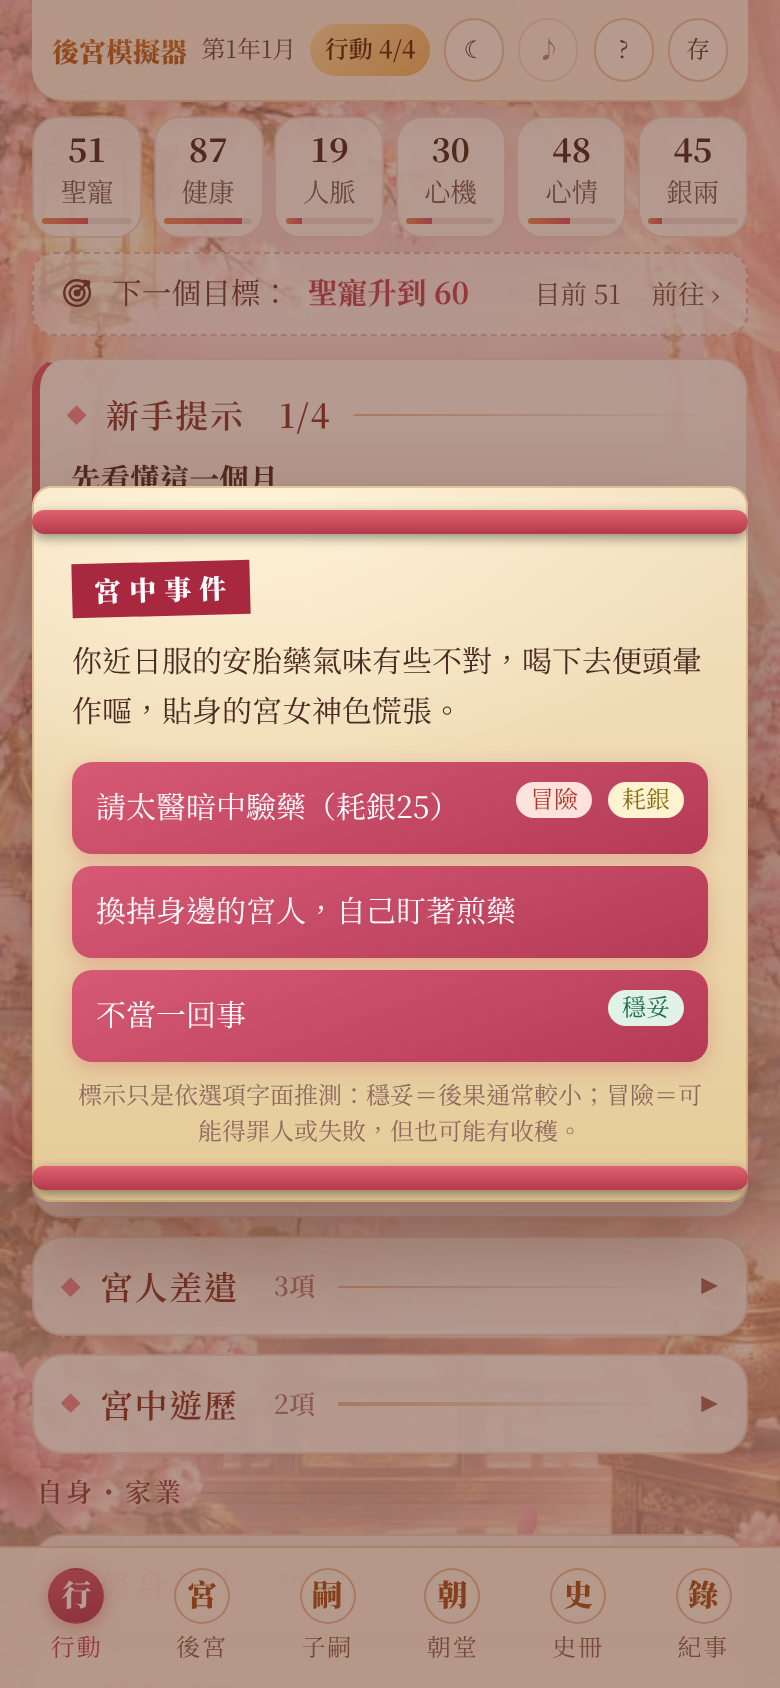 後宮模擬器 第1年1月 行動 4/4 ☾ ♪ ? 存
51 87 19 30 48 45
聖寵 健康 人脈 心機 心情 銀兩
下一個目標： 聖寵升到 60 目前 51 前往 ›
新手提示 1/4
先看懂這一個月
宮中事件
你近日服的安胎藥氣味有些不對，喝下去便頭暈
作嘔，貼身的宮女神色慌張。
請太醫暗中驗藥（耗銀25） 冒險 耗銀
換掉身邊的宮人，自己盯著煎藥
不當一回事 穩妥
標示只是依選項字面推測：穩妥＝後果通常較小；冒險＝可
能得罪人或失敗，但也可能有收穫。
宮人差遣 3項 ▶
宮中遊歷 2項 ▶
自身・家業
行 宮 嗣 朝 史 錄
行動 後宮 子嗣 朝堂 史冊 紀事